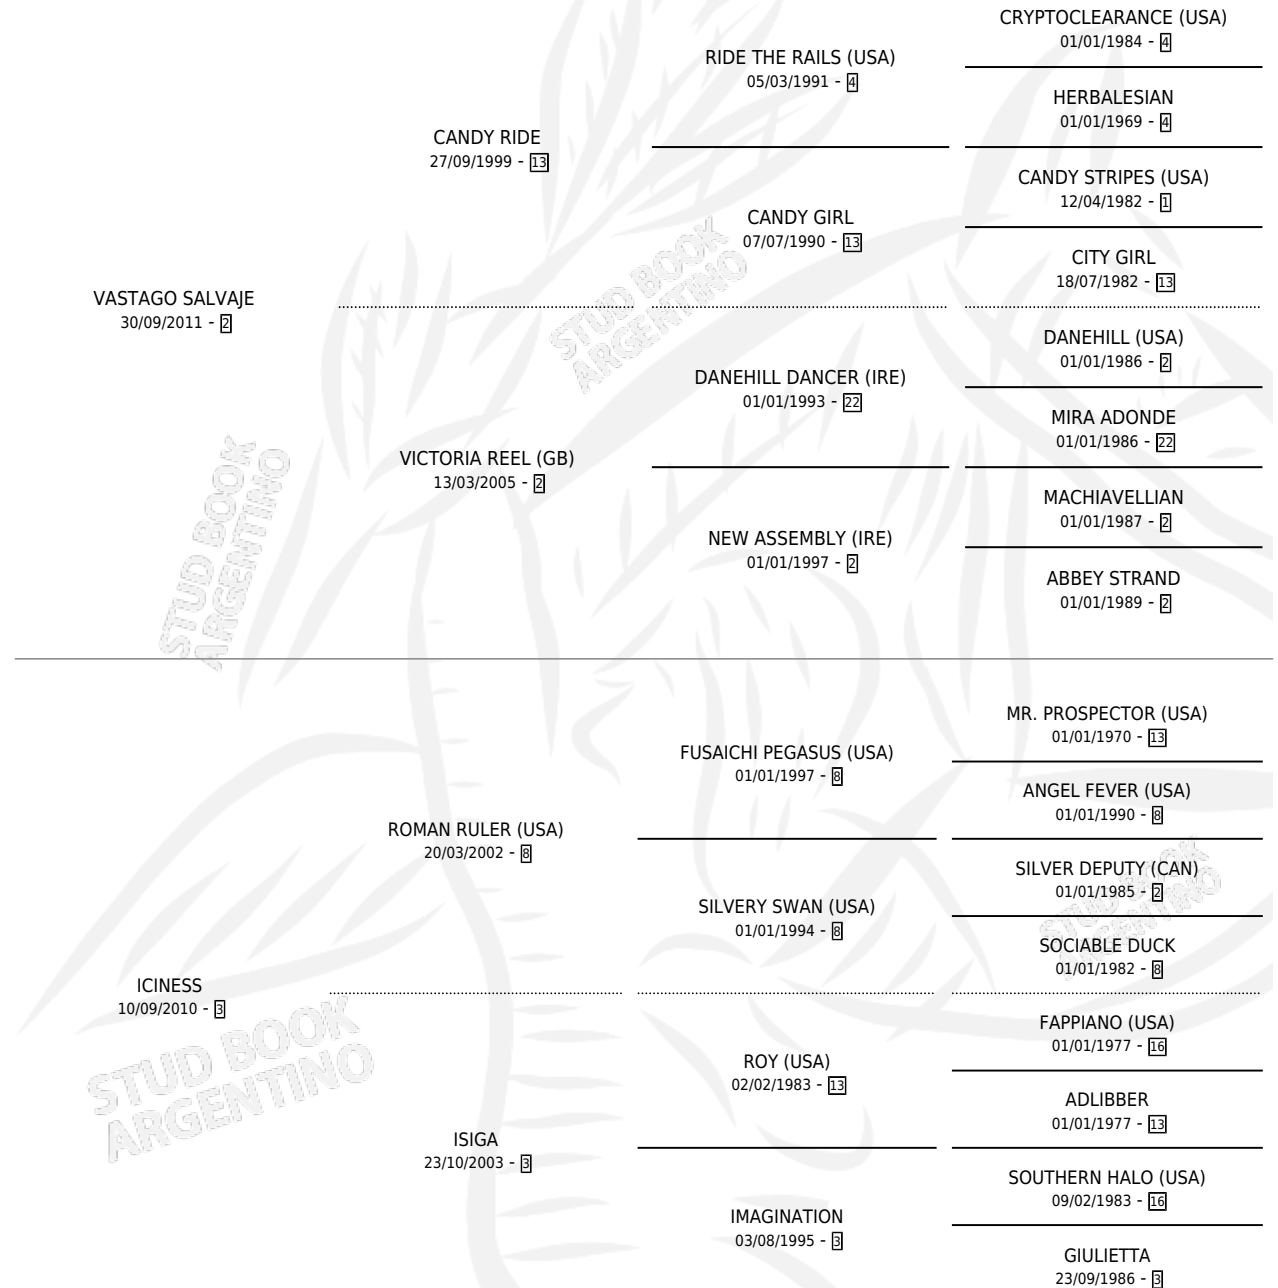 CRYPTOCLEARANCE (USA)
01/01/1984 - 4
RIDE THE RAILS (USA)
05/03/1991 - 4
HERBALESIAN
01/01/1969 - 4
CANDY RIDE
27/09/1999 - 13
CANDY STRIPES (USA)
12/04/1982 - 1
CANDY GIRL
07/07/1990 - 13
CITY GIRL
18/07/1982 - 13
VASTAGO SALVAJE
30/09/2011 - 2
STUD BOOK
ARGENTINO
DANEHILL (USA)
01/01/1986 - 2
DANEHILL DANCER (IRE)
01/01/1993 - 22
MIRA ADONDE
01/01/1986 - 22
VICTORIA REEL (GB)
13/03/2005 - 2
MACHIAVELLIAN
01/01/1987 - 2
NEW ASSEMBLY (IRE)
01/01/1997 - 2
ABBEY STRAND
01/01/1989 - 2
STUD BOOK
ARGENTINO
MR. PROSPECTOR (USA)
01/01/1970 - 13
FUSAICHI PEGASUS (USA)
01/01/1997 - 8
ANGEL FEVER (USA)
01/01/1990 - 8
ROMAN RULER (USA)
20/03/2002 - 8
SILVER DEPUTY (CAN)
01/01/1985 - 2
STUD BOOK
ARGENTINO
SILVERY SWAN (USA)
01/01/1994 - 8
SOCIABLE DUCK
01/01/1982 - 8
ICINESS
10/09/2010 - 3
STUD BOOK
ARGENTINO
FAPPIANO (USA)
01/01/1977 - 16
ROY (USA)
02/02/1983 - 13
ADLIBBER
01/01/1977 - 13
ISIGA
23/10/2003 - 3
SOUTHERN HALO (USA)
09/02/1983 - 16
IMAGINATION
03/08/1995 - 3
GIULIETTA
23/09/1986 - 3